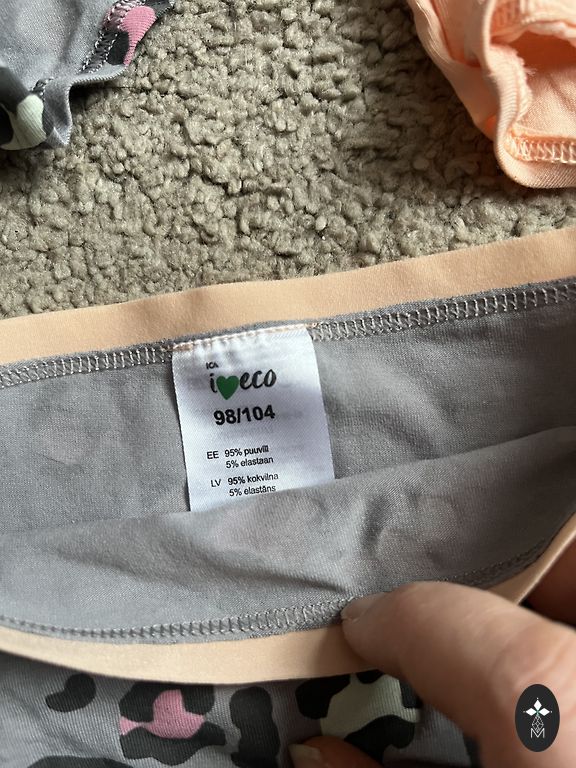 ICA
i♥eco
98/104
EE 95% puuvill
5% elastaan
LV 95% kokvilna
5% elastāns
M